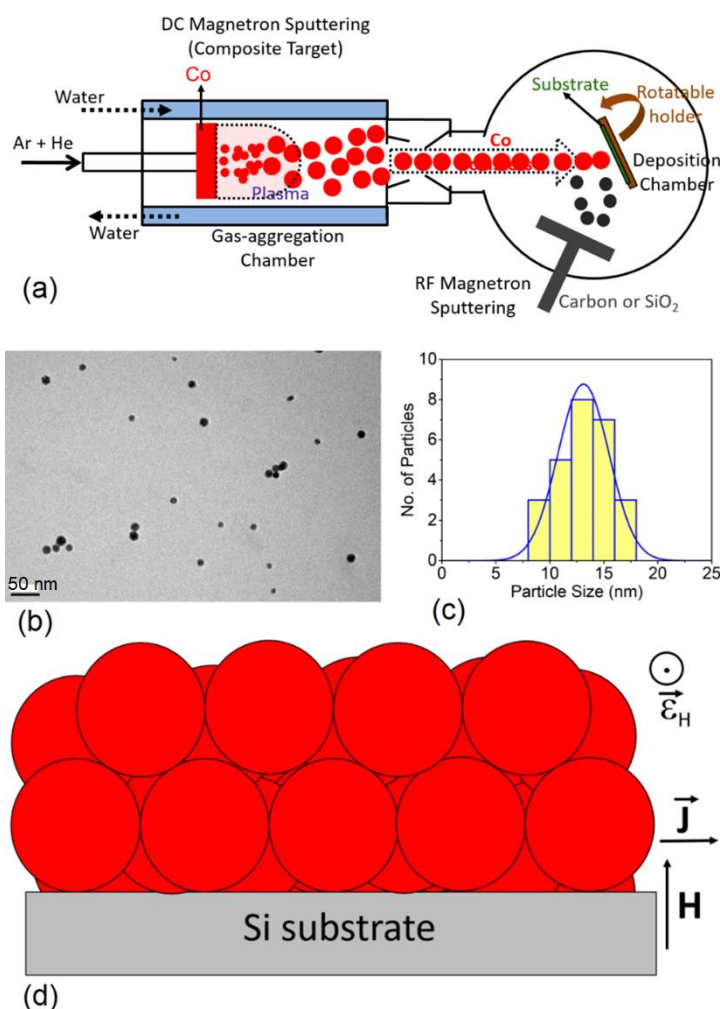 DC Magnetron Sputtering
(Composite Target)
Co
Water
Ar + He
Plasma
Water
Gas-aggregation
Chamber
Co
Substrate
Rotatable
holder
Deposition
Chamber
RF Magnetron
Sputtering
Carbon or SiO₂
(a)
50 nm
(b)
No. of Particles
10
8
6
4
2
0
0 5 10 15 20 25
Particle Size (nm)
(c)
ε⃗_H
J⃗
H
Si substrate
(d)